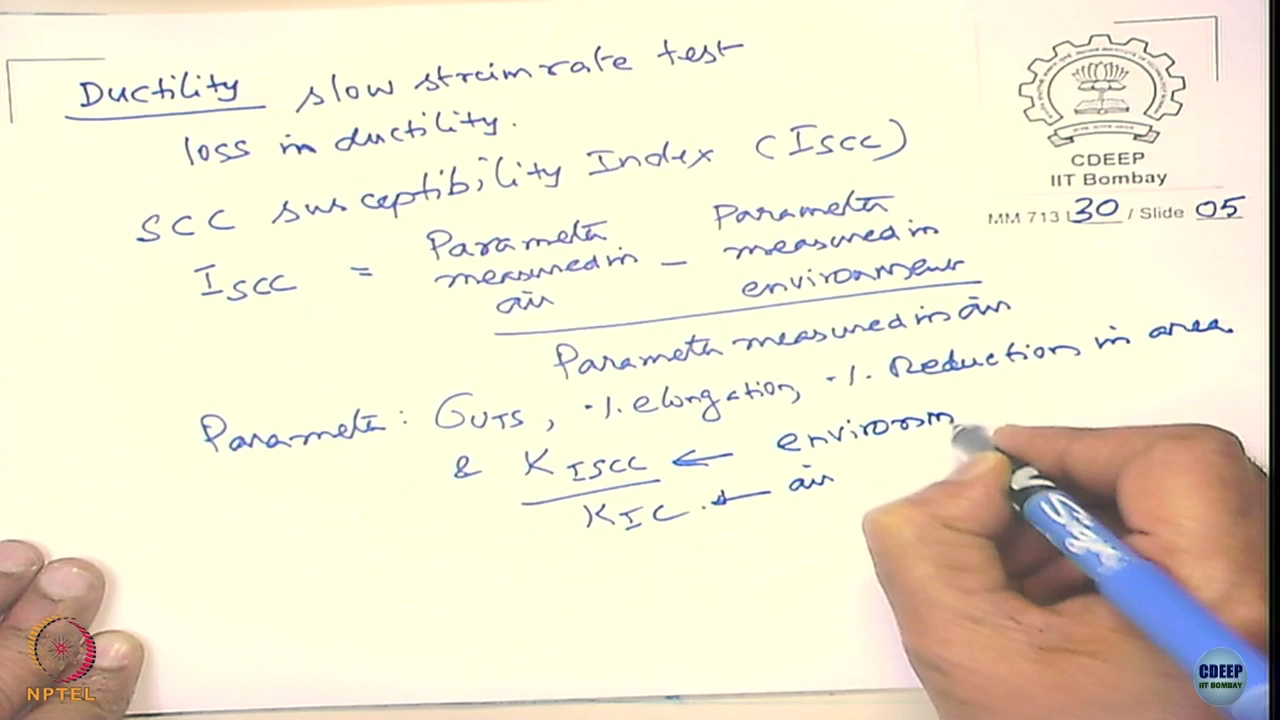 Ductility slow strain rate test
loss in ductility.
SCC susceptibility Index (ISCC)
ISCC = Parameter measured in air − Parameter measured in environment
Parameter measured in air
Parameter: σUTS, % elongation, % Reduction in area
& KISCC ← environm
KIC ← air
CDEEP
IIT Bombay
MM 713 L30 / Slide 05
NPTEL
CDEEP
IIT BOMBAY